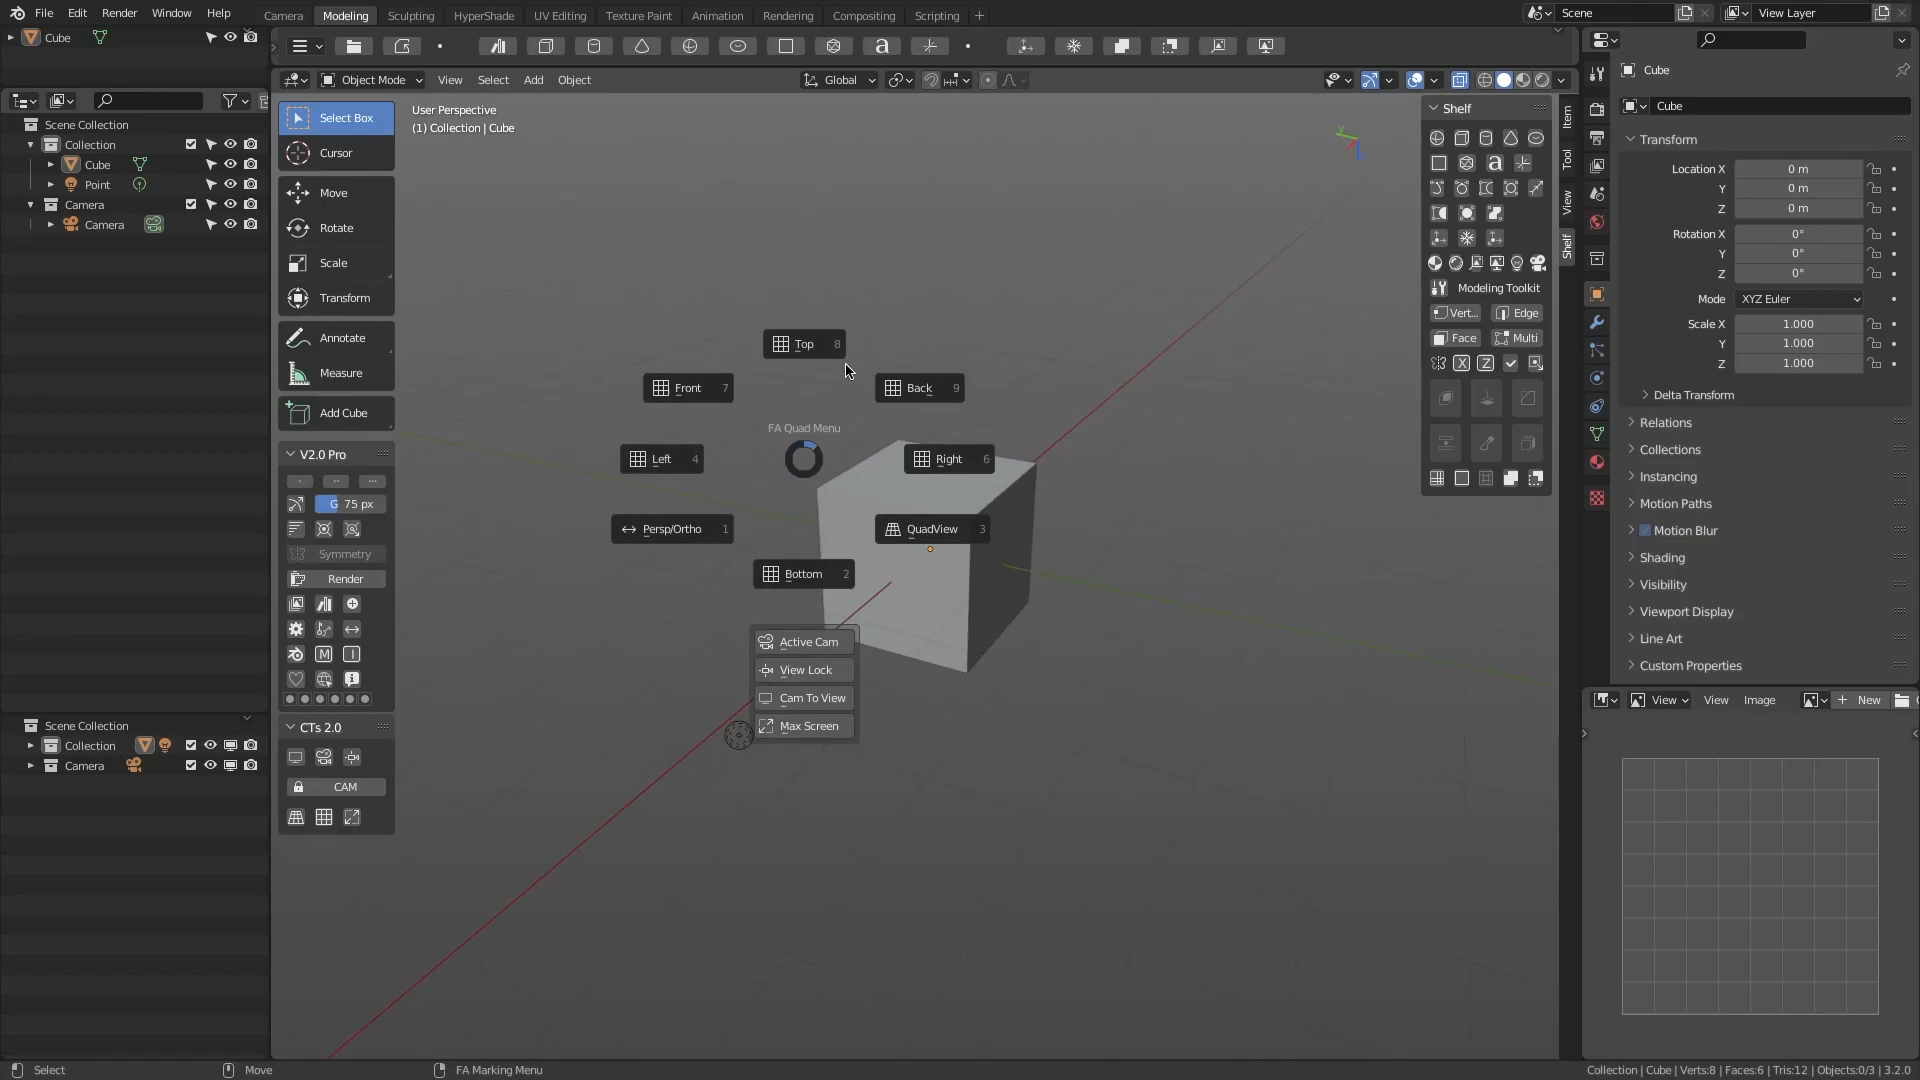 File Edit Render Window Help
Camera Modeling Sculpting HyperShade UV Editing Texture Paint Animation Rendering Compositing Scripting +
Scene
View Layer
Cube
Object Mode View Select Add Object
Global
Scene Collection
Collection
Cube
Point
Camera
Camera
Select Box
Cursor
Move
Rotate
Scale
Transform
Annotate
Measure
Add Cube
V2.0 Pro
G 75 px
Symmetry
Render
M I
CTs 2.0
CAM
Scene Collection
Collection
Camera
User Perspective
(1) Collection | Cube
Top 8
Front 7
Back 9
FA Quad Menu
Left 4
Right 6
Persp/Ortho 1
QuadView 3
Bottom 2
Active Cam
View Lock
Cam To View
Max Screen
Y
Shelf
a
Modeling Toolkit
Vert... Edge
Face Multi
X Z
Item
Tool
View
Shelf
Cube
Cube
Transform
Location X 0 m
Y 0 m
Z 0 m
Rotation X 0°
Y 0°
Z 0°
Mode XYZ Euler
Scale X 1.000
Y 1.000
Z 1.000
Delta Transform
Relations
Collections
Instancing
Motion Paths
Motion Blur
Shading
Visibility
Viewport Display
Line Art
Custom Properties
View View Image + New
Select
Move
FA Marking Menu
Collection | Cube | Verts:8 | Faces:6 | Tris:12 | Objects:0/3 | 3.2.0